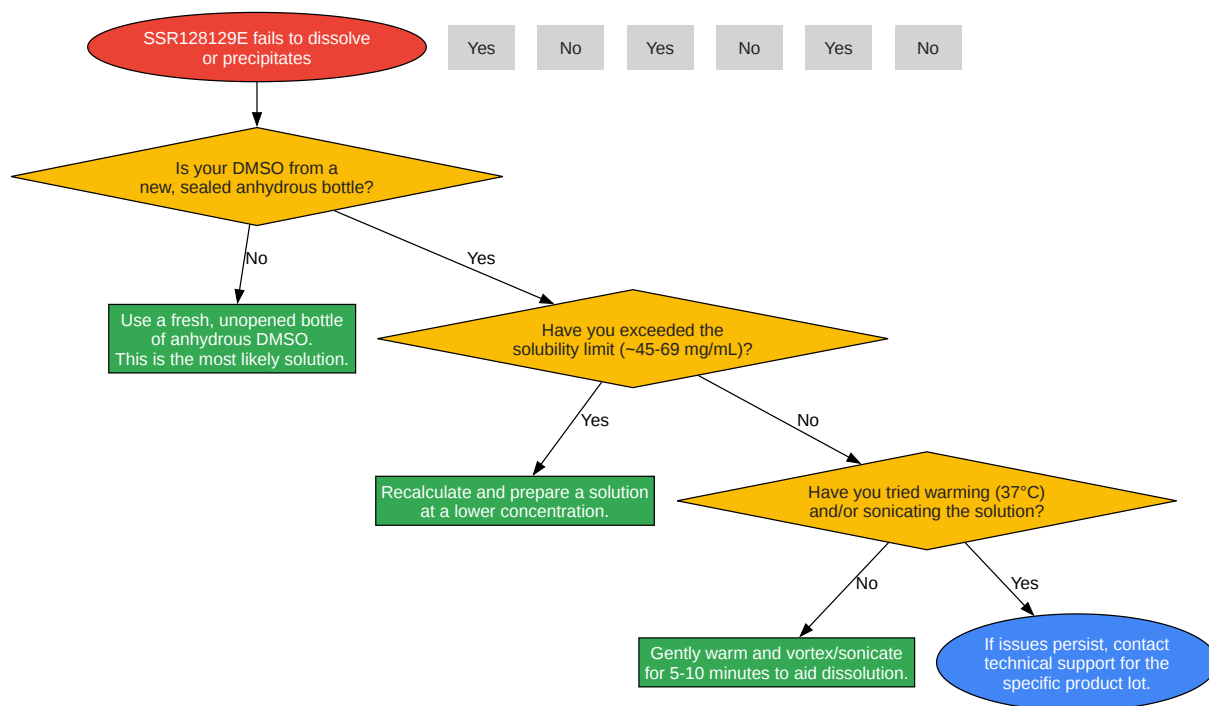 SSR128129E fails to dissolve
or precipitates
Yes
No
Yes
No
Yes
No
Is your DMSO from a
new, sealed anhydrous bottle?
No
Yes
Use a fresh, unopened bottle
of anhydrous DMSO.
This is the most likely solution.
Have you exceeded the
solubility limit (~45-69 mg/mL)?
Yes
No
Recalculate and prepare a solution
at a lower concentration.
Have you tried warming (37°C)
and/or sonicating the solution?
No
Yes
Gently warm and vortex/sonicate
for 5-10 minutes to aid dissolution.
If issues persist, contact
technical support for the
specific product lot.